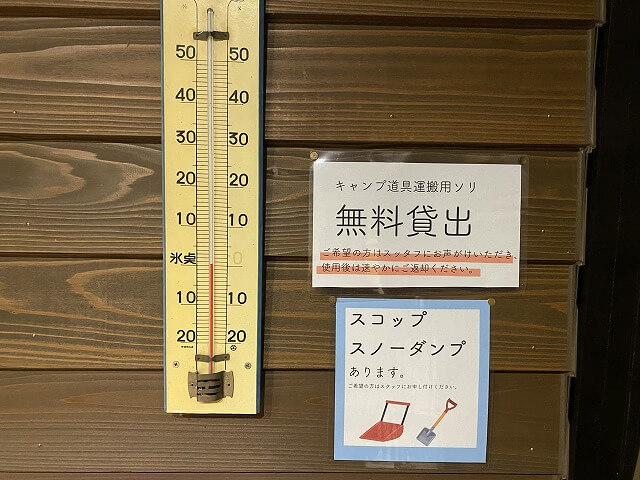 50 50
40 40
30 30
20 20
10 10
氷点 0
10 10
20 20
キャンプ道具運搬用ソリ
無料貸出
ご希望の方はスッタフにお声がけいただき、
使用後は速やかにご返却ください。
スコップ
スノーダンプ
あります。
ご希望の方はスタッフにお申し付けください。